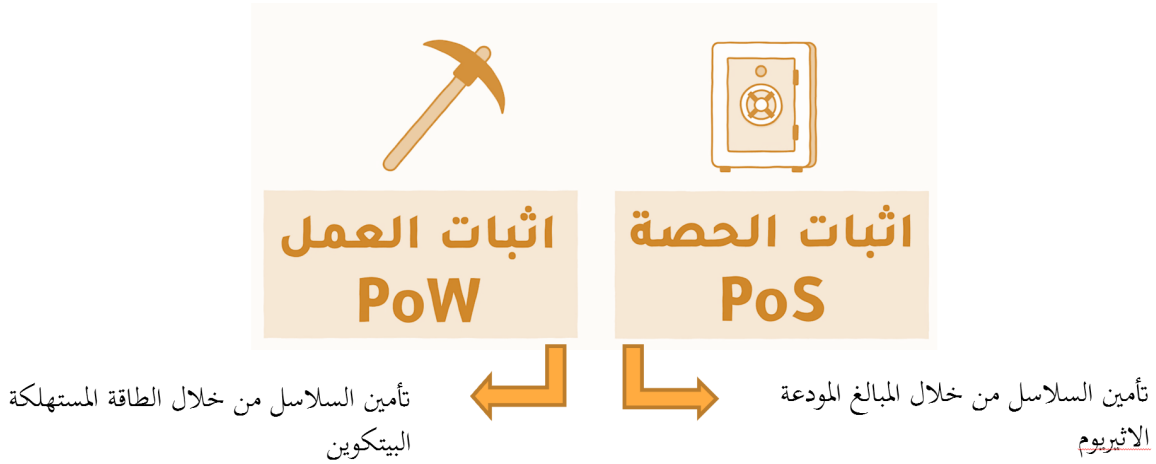 اثبات الحصة
PoS
اثبات العمل
PoW
تأمين السلاسل من خلال المبالغ المودعة
الاثيريوم
تأمين السلاسل من خلال الطاقة المستهلكة
البيتكوين